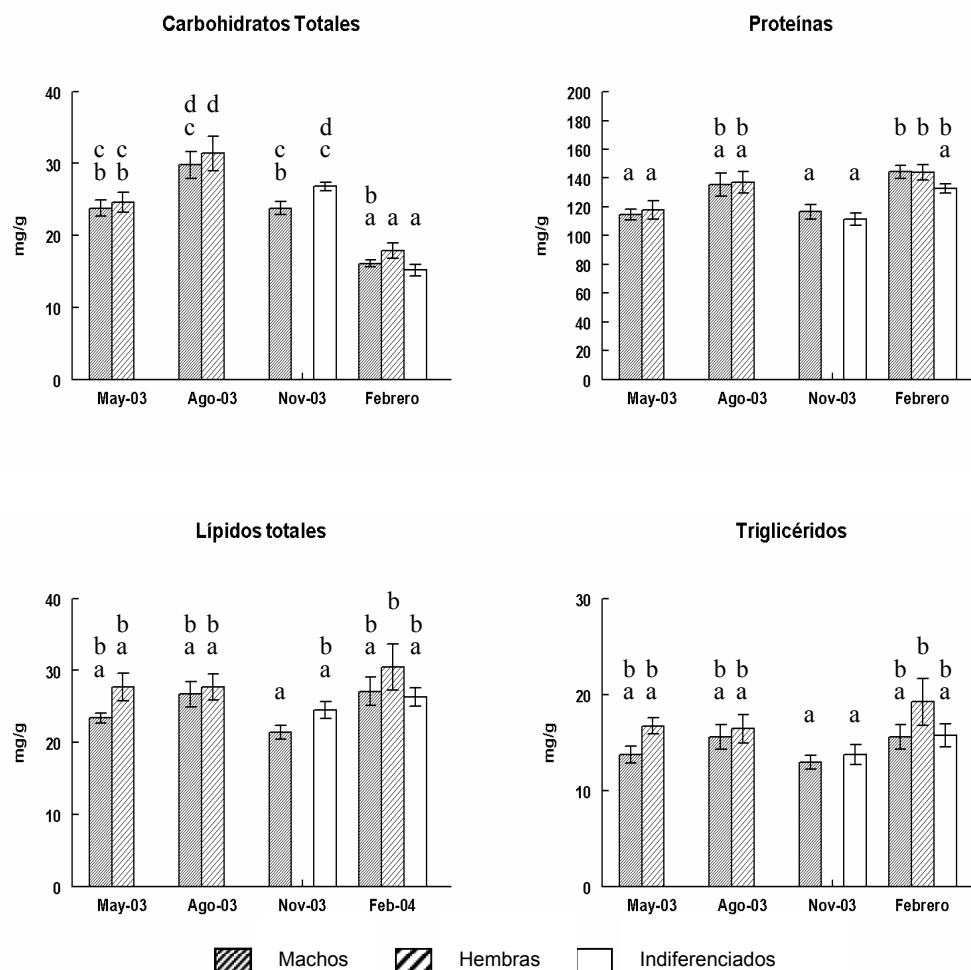 Carbohidratos Totales
mg/g
40
30
20
10
0
c c
b b
d d
c
d
c c
b
b
a a a
May-03 Ago-03 Nov-03 Febrero
Proteínas
mg/g
200
180
160
140
120
100
80
60
40
20
0
a a
b b
a a
a a
b b b
a
May-03 Ago-03 Nov-03 Febrero
Lípidos totales
mg/g
40
30
20
10
0
b
b a
a
b b
a a
b
a a
b
b b
a a
May-03 Ago-03 Nov-03 Feb-04
Triglicéridos
mg/g
30
20
10
0
b b
a a
b b
a a
a a
b
b b
a a
May-03 Ago-03 Nov-03 Febrero
Machos Hembras Indiferenciados